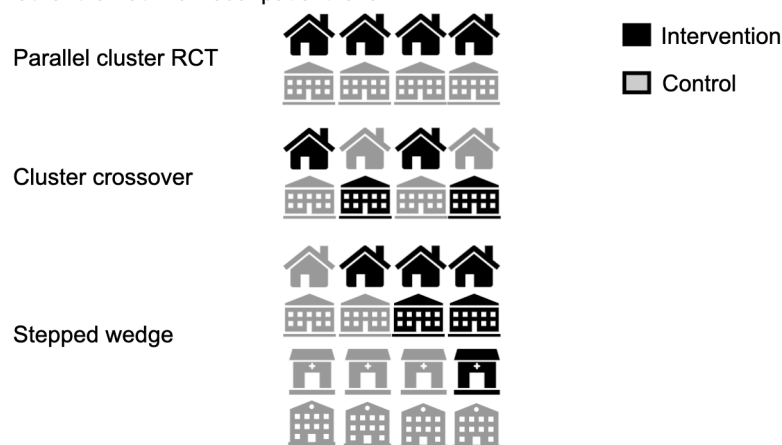 Parallel cluster RCT
Intervention
Control
Cluster crossover
Stepped wedge